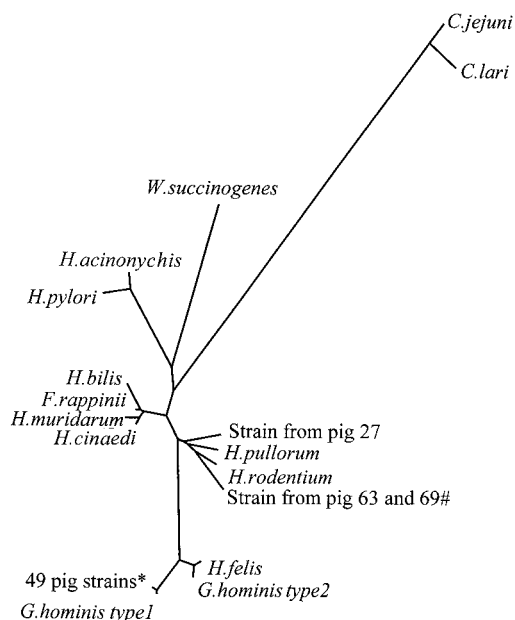 C.jejuni
C.lari
W.succinogenes
H.acinonychis
H.pylori
H.bilis
F.rappinii
H.muridarum
H.cinaedi
Strain from pig 27
H.pullorum
H.rodentium
Strain from pig 63 and 69#
H.felis
49 pig strains*
G.hominis type2
G.hominis type1